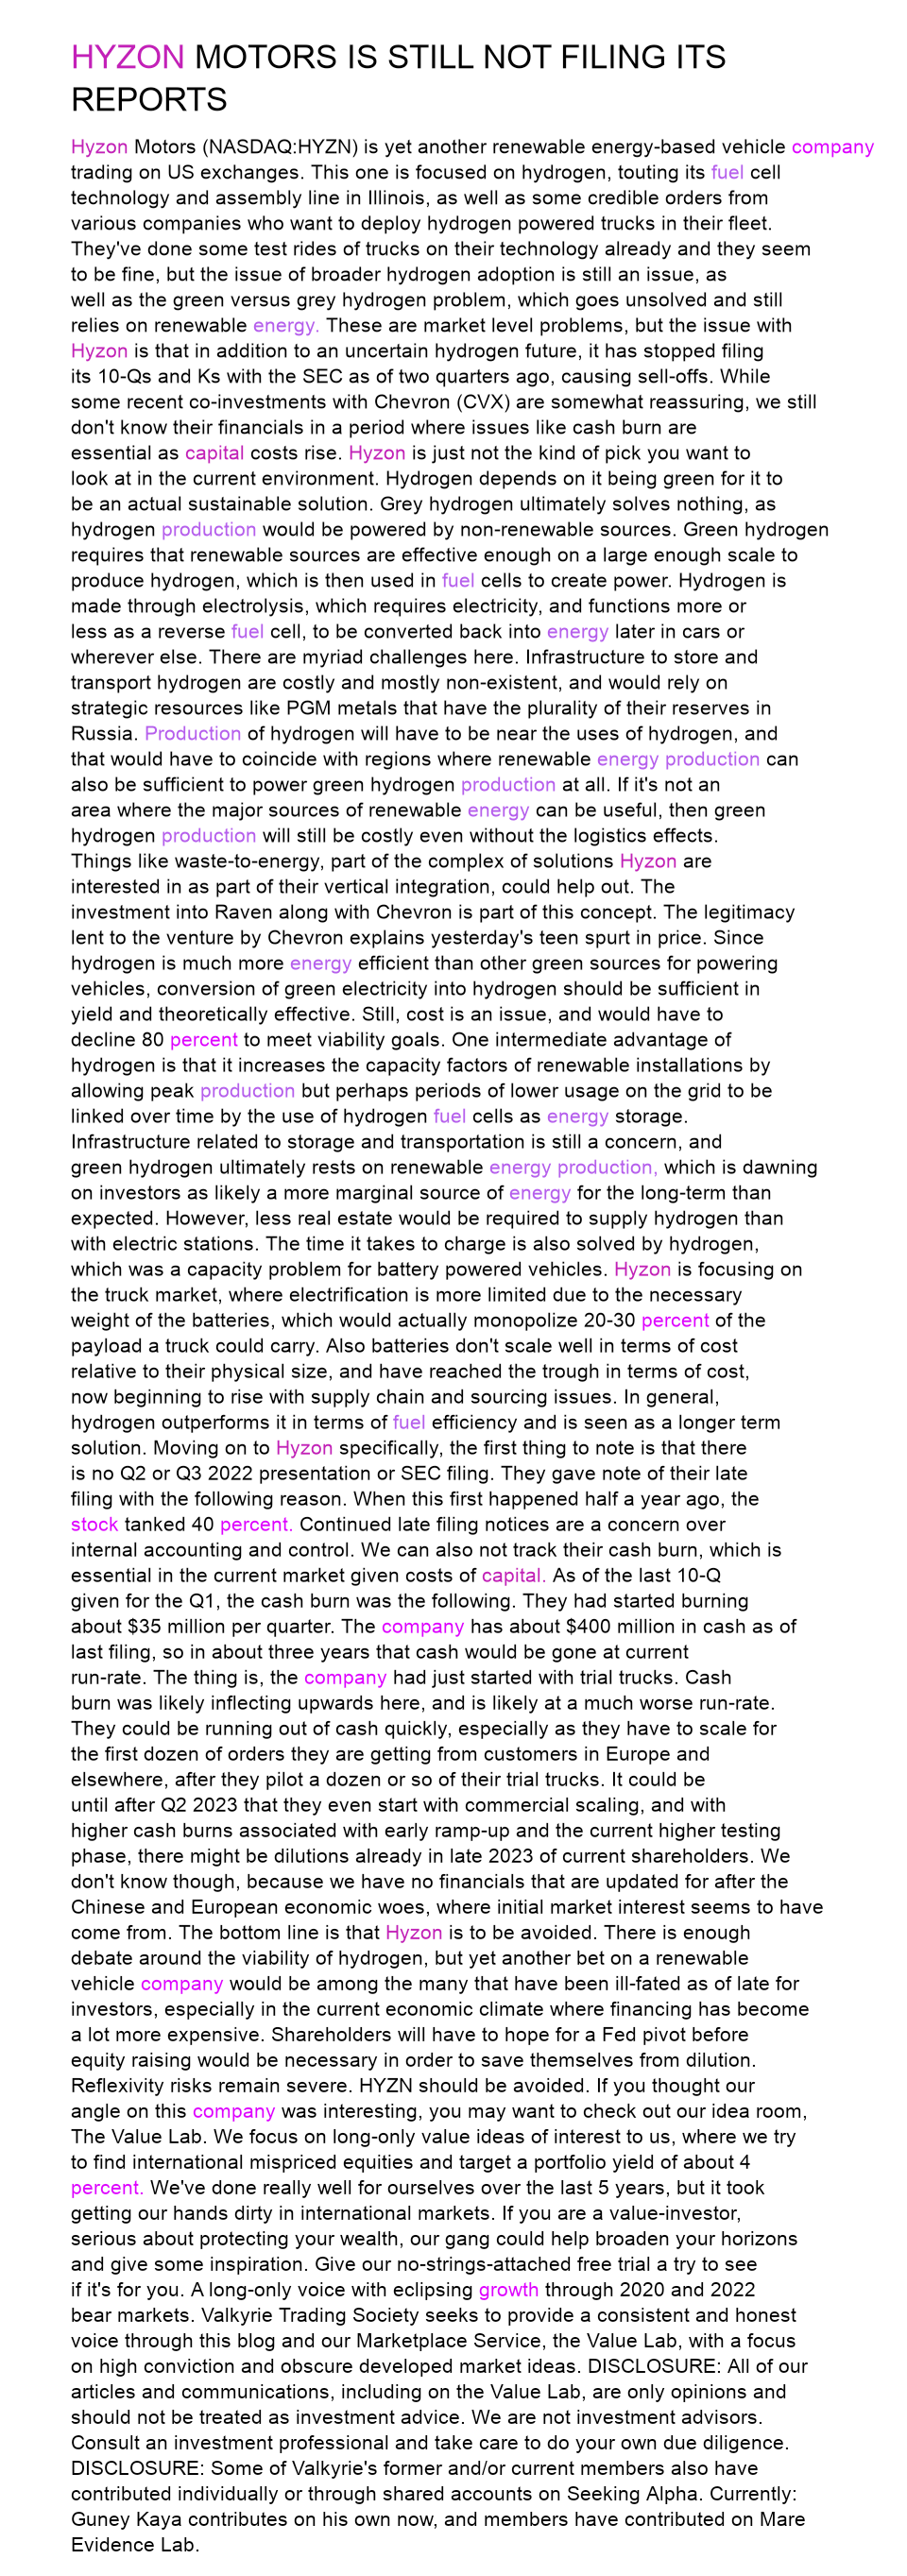 HYZON MOTORS IS STILL NOT FILING ITS
REPORTS
Hyzon Motors (NASDAQ:HYZN) is yet another renewable energy-based vehicle company
trading on US exchanges. This one is focused on hydrogen, touting its fuel cell
technology and assembly line in Illinois, as well as some credible orders from
various companies who want to deploy hydrogen powered trucks in their fleet.
They've done some test rides of trucks on their technology already and they seem
to be fine, but the issue of broader hydrogen adoption is still an issue, as
well as the green versus grey hydrogen problem, which goes unsolved and still
relies on renewable energy. These are market level problems, but the issue with
Hyzon is that in addition to an uncertain hydrogen future, it has stopped filing
its 10-Qs and Ks with the SEC as of two quarters ago, causing sell-offs. While
some recent co-investments with Chevron (CVX) are somewhat reassuring, we still
don't know their financials in a period where issues like cash burn are
essential as capital costs rise. Hyzon is just not the kind of pick you want to
look at in the current environment. Hydrogen depends on it being green for it to
be an actual sustainable solution. Grey hydrogen ultimately solves nothing, as
hydrogen production would be powered by non-renewable sources. Green hydrogen
requires that renewable sources are effective enough on a large enough scale to
produce hydrogen, which is then used in fuel cells to create power. Hydrogen is
made through electrolysis, which requires electricity, and functions more or
less as a reverse fuel cell, to be converted back into energy later in cars or
wherever else. There are myriad challenges here. Infrastructure to store and
transport hydrogen are costly and mostly non-existent, and would rely on
strategic resources like PGM metals that have the plurality of their reserves in
Russia. Production of hydrogen will have to be near the uses of hydrogen, and
that would have to coincide with regions where renewable energy production can
also be sufficient to power green hydrogen production at all. If it's not an
area where the major sources of renewable energy can be useful, then green
hydrogen production will still be costly even without the logistics effects.
Things like waste-to-energy, part of the complex of solutions Hyzon are
interested in as part of their vertical integration, could help out. The
investment into Raven along with Chevron is part of this concept. The legitimacy
lent to the venture by Chevron explains yesterday's teen spurt in price. Since
hydrogen is much more energy efficient than other green sources for powering
vehicles, conversion of green electricity into hydrogen should be sufficient in
yield and theoretically effective. Still, cost is an issue, and would have to
decline 80 percent to meet viability goals. One intermediate advantage of
hydrogen is that it increases the capacity factors of renewable installations by
allowing peak production but perhaps periods of lower usage on the grid to be
linked over time by the use of hydrogen fuel cells as energy storage.
Infrastructure related to storage and transportation is still a concern, and
green hydrogen ultimately rests on renewable energy production, which is dawning
on investors as likely a more marginal source of energy for the long-term than
expected. However, less real estate would be required to supply hydrogen than
with electric stations. The time it takes to charge is also solved by hydrogen,
which was a capacity problem for battery powered vehicles. Hyzon is focusing on
the truck market, where electrification is more limited due to the necessary
weight of the batteries, which would actually monopolize 20-30 percent of the
payload a truck could carry. Also batteries don't scale well in terms of cost
relative to their physical size, and have reached the trough in terms of cost,
now beginning to rise with supply chain and sourcing issues. In general,
hydrogen outperforms it in terms of fuel efficiency and is seen as a longer term
solution. Moving on to Hyzon specifically, the first thing to note is that there
is no Q2 or Q3 2022 presentation or SEC filing. They gave note of their late
filing with the following reason. When this first happened half a year ago, the
stock tanked 40 percent. Continued late filing notices are a concern over
internal accounting and control. We can also not track their cash burn, which is
essential in the current market given costs of capital. As of the last 10-Q
given for the Q1, the cash burn was the following. They had started burning
about $35 million per quarter. The company has about $400 million in cash as of
last filing, so in about three years that cash would be gone at current
run-rate. The thing is, the company had just started with trial trucks. Cash
burn was likely inflecting upwards here, and is likely at a much worse run-rate.
They could be running out of cash quickly, especially as they have to scale for
the first dozen of orders they are getting from customers in Europe and
elsewhere, after they pilot a dozen or so of their trial trucks. It could be
until after Q2 2023 that they even start with commercial scaling, and with
higher cash burns associated with early ramp-up and the current higher testing
phase, there might be dilutions already in late 2023 of current shareholders. We
don't know though, because we have no financials that are updated for after the
Chinese and European economic woes, where initial market interest seems to have
come from. The bottom line is that Hyzon is to be avoided. There is enough
debate around the viability of hydrogen, but yet another bet on a renewable
vehicle company would be among the many that have been ill-fated as of late for
investors, especially in the current economic climate where financing has become
a lot more expensive. Shareholders will have to hope for a Fed pivot before
equity raising would be necessary in order to save themselves from dilution.
Reflexivity risks remain severe. HYZN should be avoided. If you thought our
angle on this company was interesting, you may want to check out our idea room,
The Value Lab. We focus on long-only value ideas of interest to us, where we try
to find international mispriced equities and target a portfolio yield of about 4
percent. We've done really well for ourselves over the last 5 years, but it took
getting our hands dirty in international markets. If you are a value-investor,
serious about protecting your wealth, our gang could help broaden your horizons
and give some inspiration. Give our no-strings-attached free trial a try to see
if it's for you. A long-only voice with eclipsing growth through 2020 and 2022
bear markets. Valkyrie Trading Society seeks to provide a consistent and honest
voice through this blog and our Marketplace Service, the Value Lab, with a focus
on high conviction and obscure developed market ideas. DISCLOSURE: All of our
articles and communications, including on the Value Lab, are only opinions and
should not be treated as investment advice. We are not investment advisors.
Consult an investment professional and take care to do your own due diligence.
DISCLOSURE: Some of Valkyrie's former and/or current members also have
contributed individually or through shared accounts on Seeking Alpha. Currently:
Guney Kaya contributes on his own now, and members have contributed on Mare
Evidence Lab.